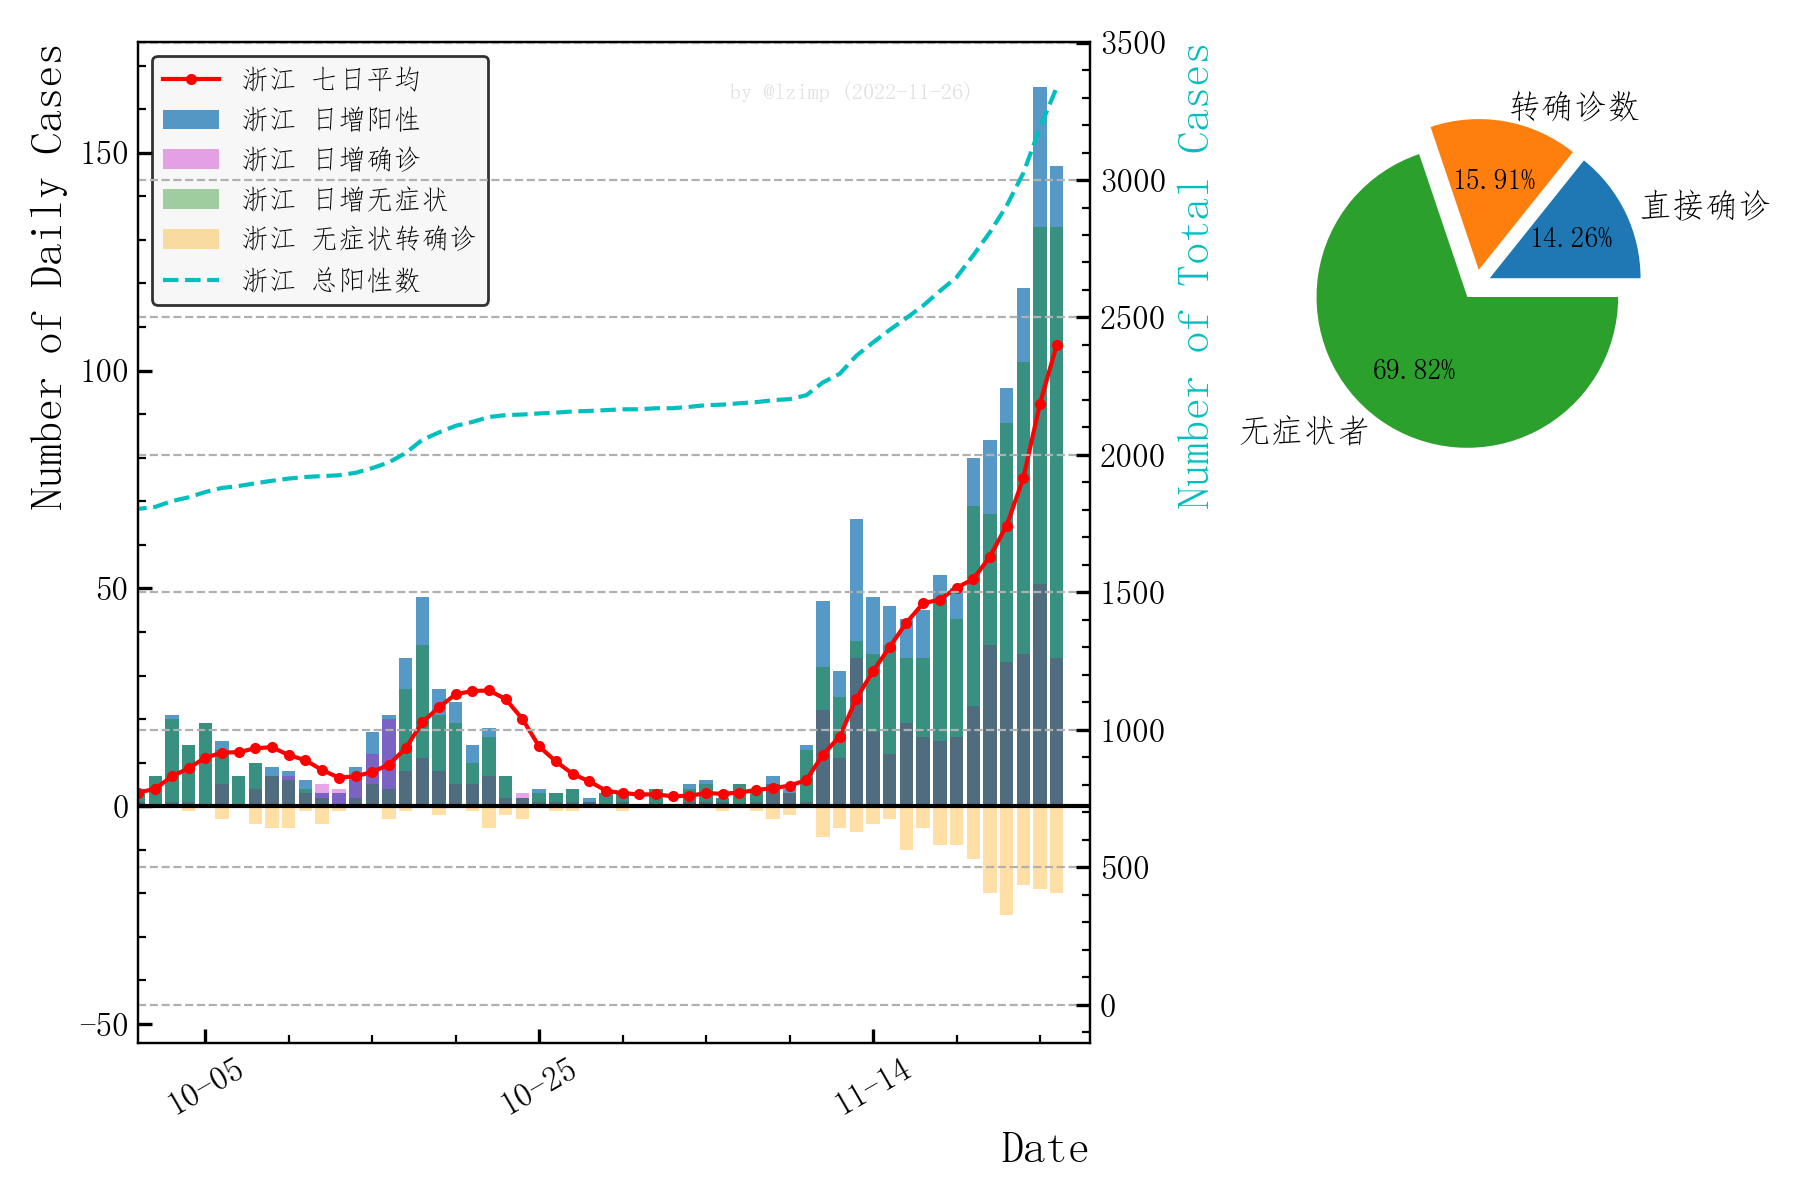 Number of Daily Cases
150
100
50
0
−50
浙江 七日平均
浙江 日增阳性
浙江 日增确诊
浙江 日增无症状
浙江 无症状转确诊
浙江 总阳性数
by @lzimp (2022-11-26)
3500
3000
2500
2000
1500
1000
500
0
Number of Total Cases
10-05
10-25
11-14
Date
转确诊数
15.91%
直接确诊
14.26%
69.82%
无症状者